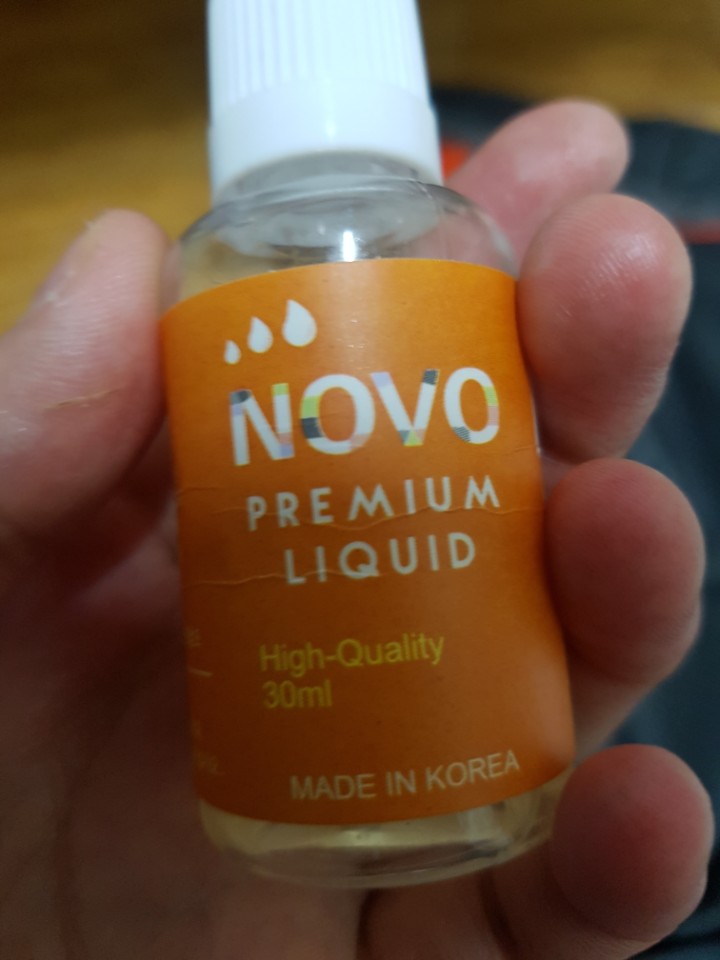 NOVO
PREMIUM
LIQUID
High-Quality
30ml
MADE IN KOREA